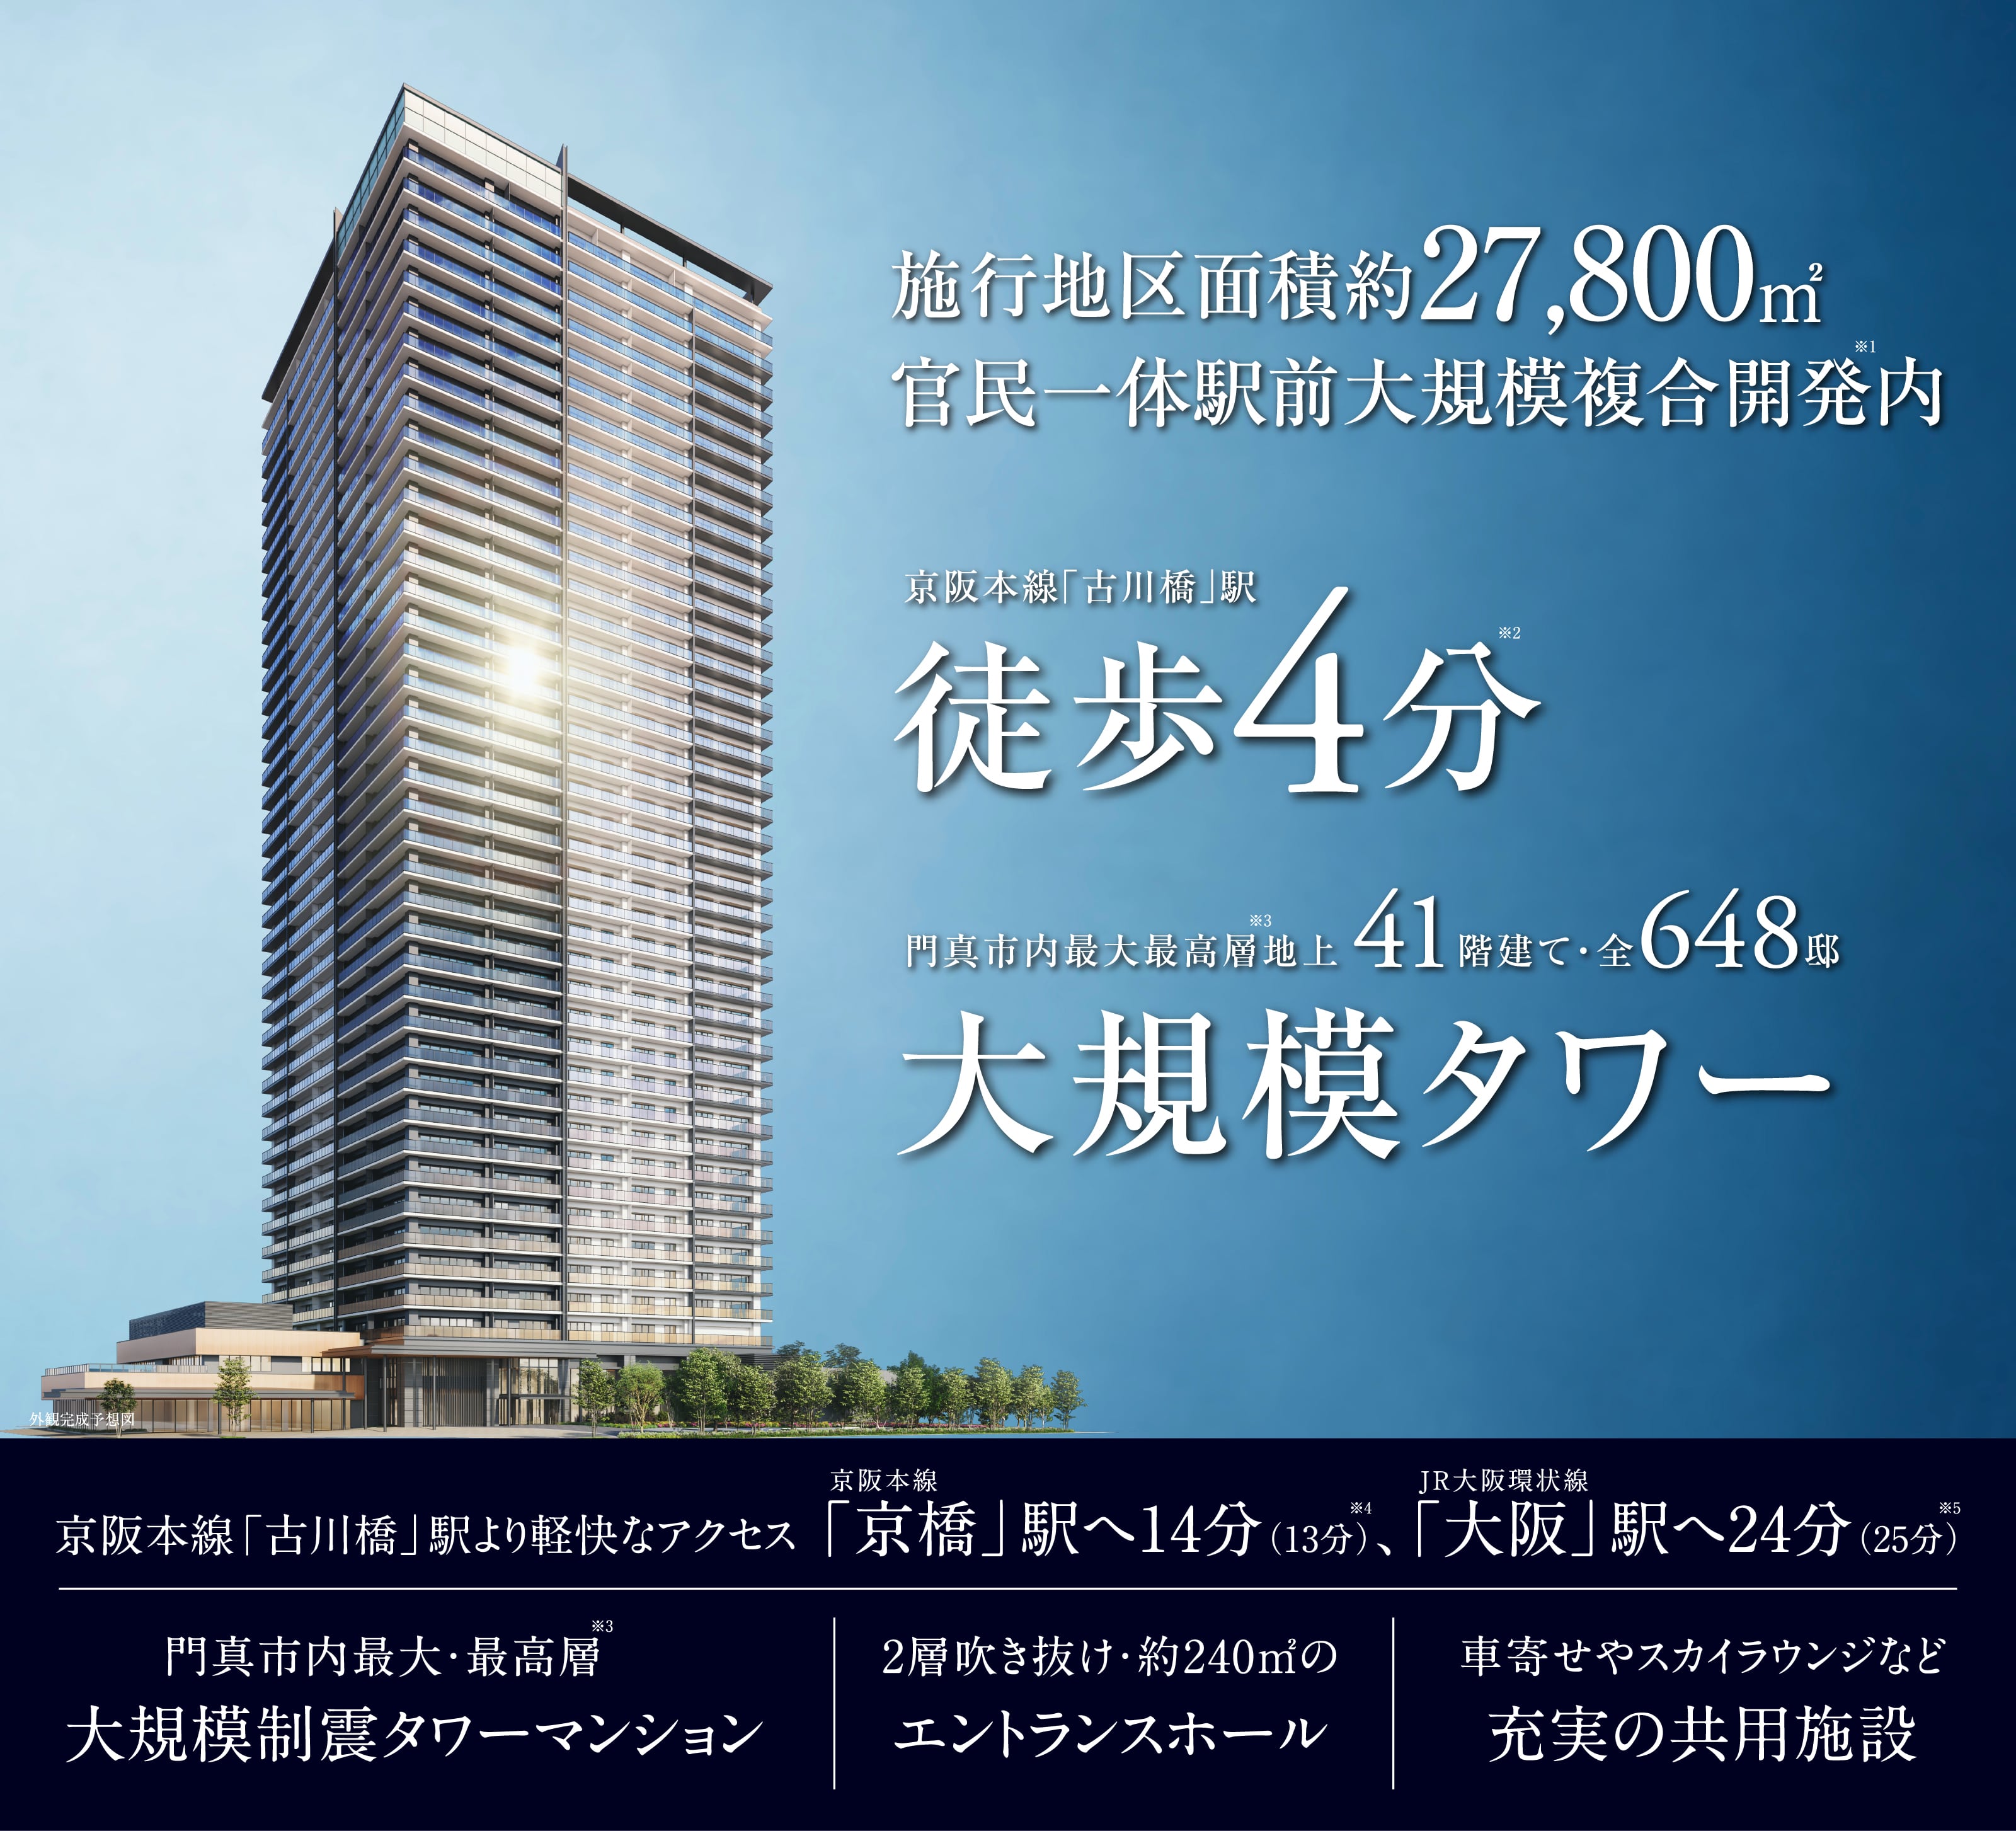 施行地区面積約27,800㎡
官民一体駅前大規模複合開発内※1
京阪本線「古川橋」駅
徒歩4分※2
門真市内最大最高層※3地上41階建て・全648邸
大規模タワー
外観完成予想図
京阪本線 JR大阪環状線
京阪本線「古川橋」駅より軽快なアクセス「京橋」駅へ14分(13分)※4、「大阪」駅へ24分(25分)※5
門真市内最大・最高層※3
大規模制震タワーマンション
2層吹き抜け・約240㎡の
エントランスホール
車寄せやスカイラウンジなど
充実の共用施設